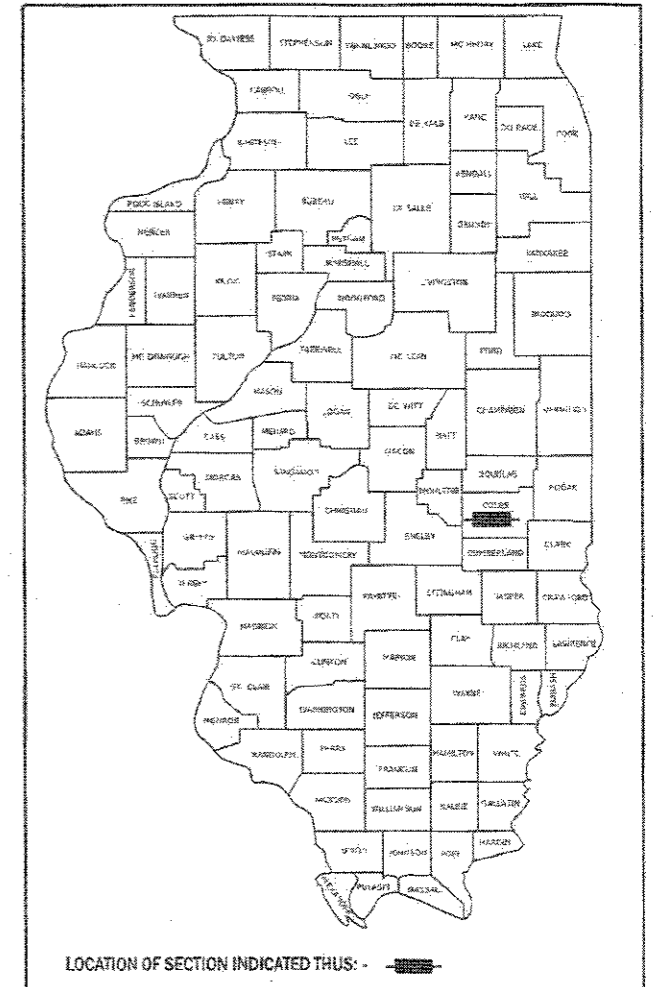 JO DAVIESS STEPHENSON WINNEBAGO BOONE MC HENRY LAKE
CARROLL OGLE DE KALB KANE DU PAGE COOK
WHITESIDE LEE KENDALL
ROCK ISLAND HENRY BUREAU LA SALLE GRUNDY WILL
MERCER PUTNAM KANKAKEE
STARK MARSHALL
HENDERSON WARREN KNOX PEORIA WOODFORD LIVINGSTON IROQUOIS
HANCOCK MC DONOUGH FULTON TAZEWELL MC LEAN FORD
MASON
SCHUYLER LOGAN DE WITT CHAMPAIGN VERMILION
ADAMS BROWN CASS MENARD PIATT
MACON
PIKE SCOTT MORGAN SANGAMON MOULTRIE DOUGLAS EDGAR
CHRISTIAN COLES
CALHOUN GREENE MACOUPIN MONTGOMERY SHELBY CUMBERLAND CLARK
JERSEY FAYETTE EFFINGHAM JASPER CRAWFORD
MADISON BOND
CLAY RICHLAND LAWRENCE
CLINTON MARION
ST. CLAIR WAYNE EDWARDS WABASH
MONROE WASHINGTON JEFFERSON
RANDOLPH PERRY HAMILTON WHITE
FRANKLIN
JACKSON WILLIAMSON SALINE GALLATIN
UNION JOHNSON POPE HARDIN
ALEXANDER PULASKI MASSAC
LOCATION OF SECTION INDICATED THUS: -